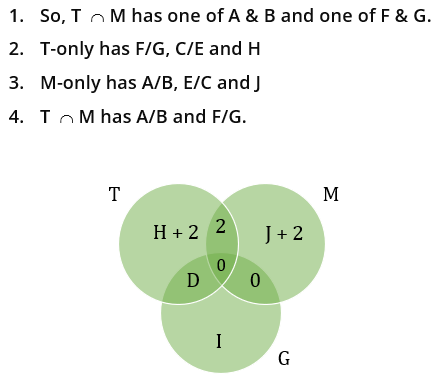 1. So, T ∩ M has one of A & B and one of F & G.
2. T-only has F/G, C/E and H
3. M-only has A/B, E/C and J
4. T ∩ M has A/B and F/G.
T M
H + 2 2 J + 2
0
D 0
I
G